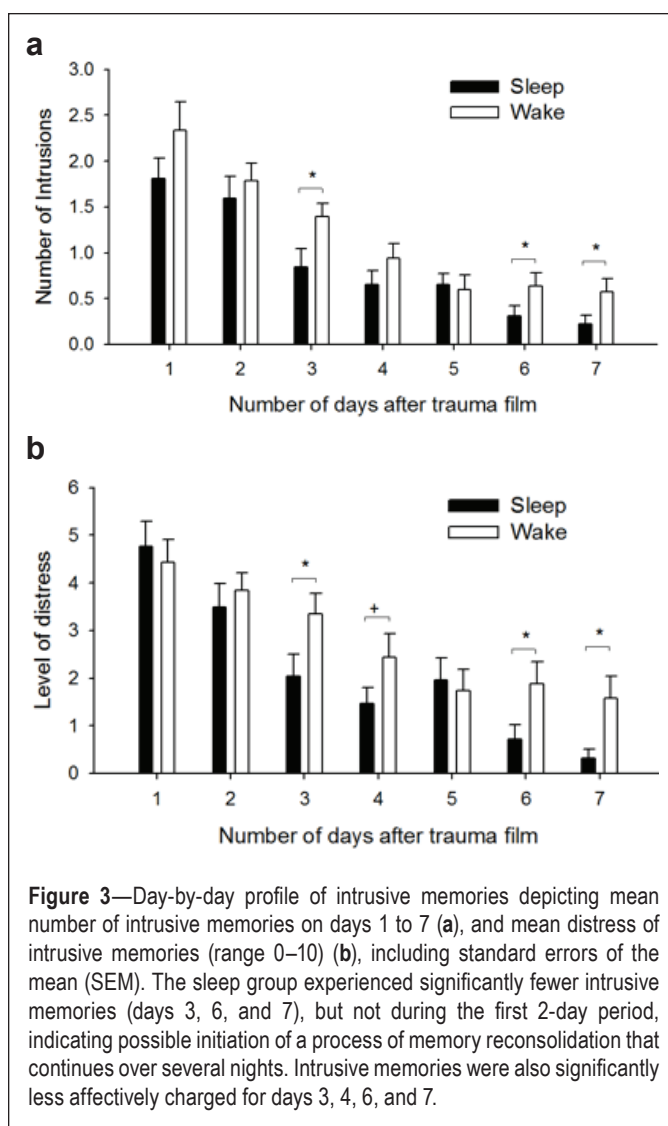 a
3.0
Sleep
Wake
2.5
2.0
*
1.5
*
*
1.0
0.5
0.0
Number of Intrusions
1 2 3 4 5 6 7
Number of days after trauma film
b
6
Sleep
Wake
5
4
*
+
3
*
*
2
1
0
Level of distress
1 2 3 4 5 6 7
Number of days after trauma film
Figure 3—Day-by-day profile of intrusive memories depicting mean
number of intrusive memories on days 1 to 7 (a), and mean distress of
intrusive memories (range 0–10) (b), including standard errors of the
mean (SEM). The sleep group experienced significantly fewer intrusive
memories (days 3, 6, and 7), but not during the first 2-day period,
indicating possible initiation of a process of memory reconsolidation that
continues over several nights. Intrusive memories were also significantly
less affectively charged for days 3, 4, 6, and 7.